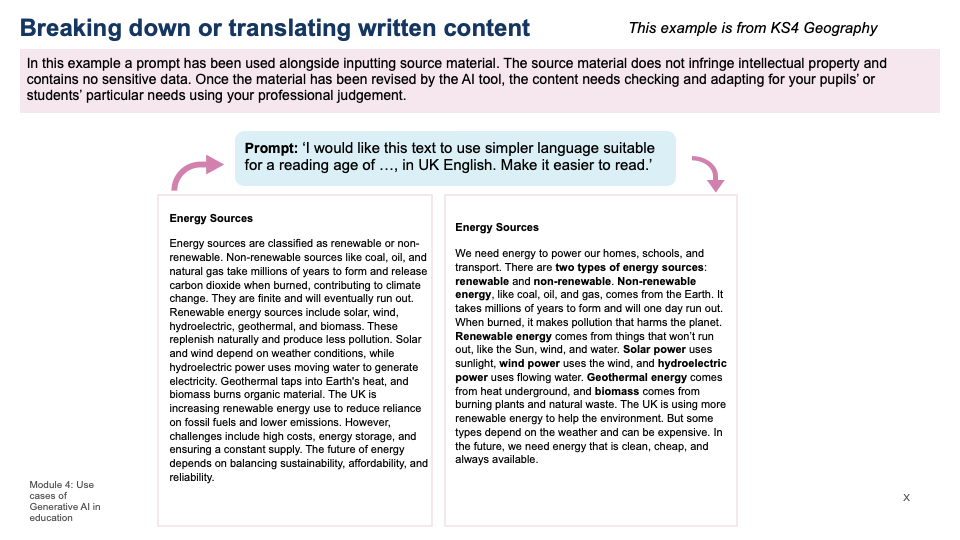 Breaking down or translating written content
This example is from KS4 Geography
In this example a prompt has been used alongside inputting source material. The source material does not infringe intellectual property and
contains no sensitive data. Once the material has been revised by the AI tool, the content needs checking and adapting for your pupils’ or
students’ particular needs using your professional judgement.
Prompt: ‘I would like this text to use simpler language suitable
for a reading age of …, in UK English. Make it easier to read.’
Energy Sources
Energy sources are classified as renewable or non-
renewable. Non-renewable sources like coal, oil, and
natural gas take millions of years to form and release
carbon dioxide when burned, contributing to climate
change. They are finite and will eventually run out.
Renewable energy sources include solar, wind,
hydroelectric, geothermal, and biomass. These
replenish naturally and produce less pollution. Solar
and wind depend on weather conditions, while
hydroelectric power uses moving water to generate
electricity. Geothermal taps into Earth's heat, and
biomass burns organic material. The UK is
increasing renewable energy use to reduce reliance
on fossil fuels and lower emissions. However,
challenges include high costs, energy storage, and
ensuring a constant supply. The future of energy
depends on balancing sustainability, affordability, and
reliability.
Energy Sources
We need energy to power our homes, schools, and
transport. There are two types of energy sources:
renewable and non-renewable. Non-renewable
energy, like coal, oil, and gas, comes from the Earth. It
takes millions of years to form and will one day run out.
When burned, it makes pollution that harms the planet.
Renewable energy comes from things that won’t run
out, like the Sun, wind, and water. Solar power uses
sunlight, wind power uses the wind, and hydroelectric
power uses flowing water. Geothermal energy comes
from heat underground, and biomass comes from
burning plants and natural waste. The UK is using more
renewable energy to help the environment. But some
types depend on the weather and can be expensive. In
the future, we need energy that is clean, cheap, and
always available.
Module 4: Use
cases of
Generative AI in
education
X